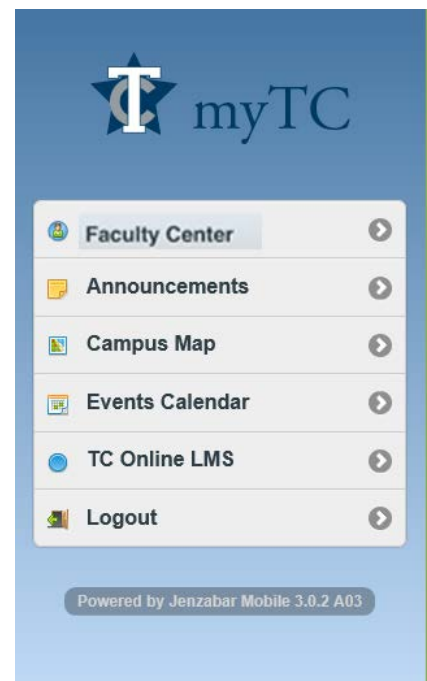 TC myTC
Faculty Center
Announcements
Campus Map
Events Calendar
TC Online LMS
Logout
Powered by Jenzabar Mobile 3.0.2 A03